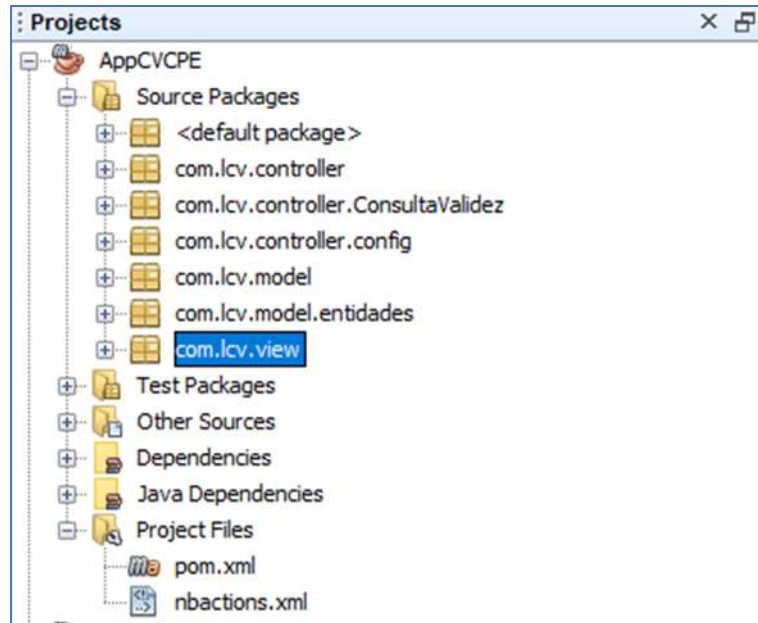 Projects
AppCVCPE
Source Packages
<default package>
com.lcv.controller
com.lcv.controller.ConsultaValidez
com.lcv.controller.config
com.lcv.model
com.lcv.model.entidades
com.lcv.view
Test Packages
Other Sources
Dependencies
Java Dependencies
Project Files
pom.xml
nbactions.xml